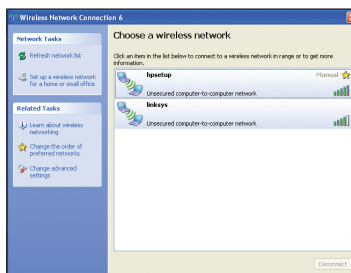 Wireless Network Connection 6
Network Tasks
Refresh network list
Set up a wireless network
for a home or small office
Related Tasks
Learn about wireless
networking
Change the order of
preferred networks
Change advanced
settings
Choose a wireless network
Click an item in the list below to connect to a wireless network in range or to get more
information.
hpsetup
Manual
Unsecured computer-to-computer network
linksys
Unsecured computer-to-computer network
Disconnect